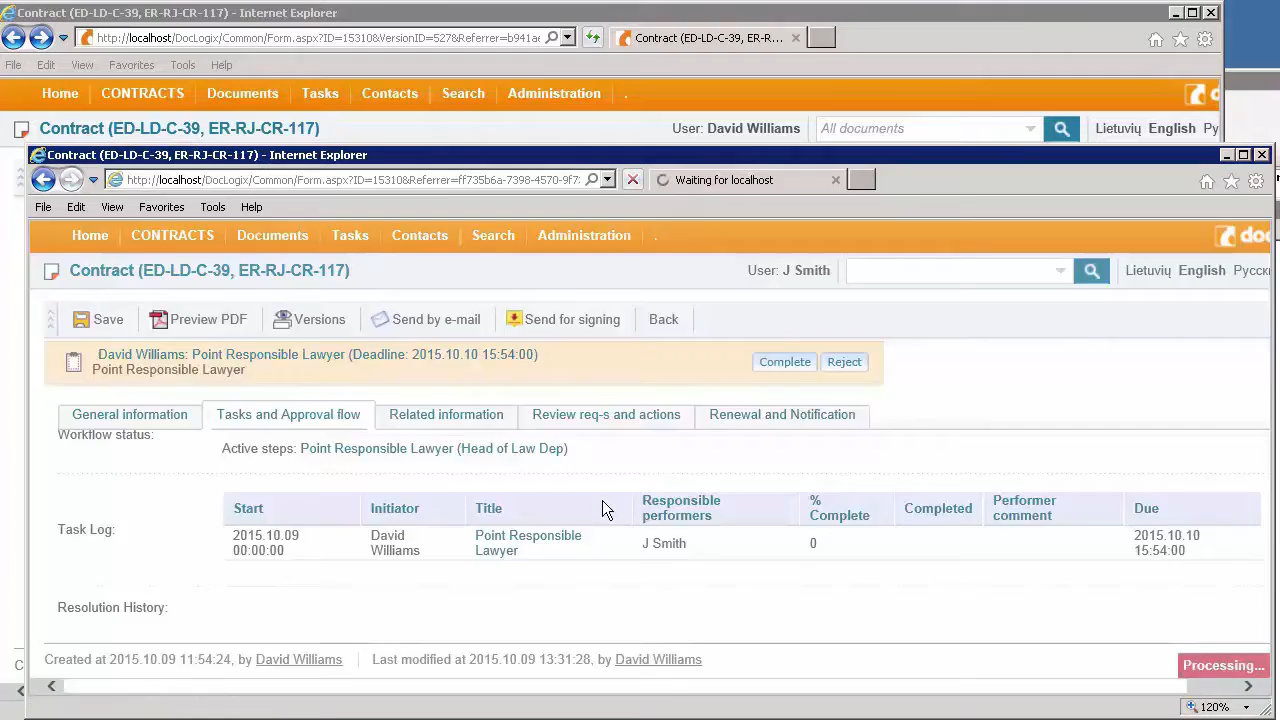 Contract (ED-LD-C-39, ER-RJ-CR-117) - Internet Explorer
http://localhost/DocLogix/Common/Form.aspx?ID=15310&VersionID=527&Referrer=b941a
Contract (ED-LD-C-39, ER-R...
File Edit View Favorites Tools Help
Home CONTRACTS Documents Tasks Contacts Search Administration .
Contract (ED-LD-C-39, ER-RJ-CR-117) User: David Williams All documents Lietuvių English Ру
Contract (ED-LD-C-39, ER-RJ-CR-117) - Internet Explorer
http://localhost/DocLogix/Common/Form.aspx?ID=15310&Referrer=ff735b6a-7398-4570-9f7 Waiting for localhost
File Edit View Favorites Tools Help
Home CONTRACTS Documents Tasks Contacts Search Administration . doc
Contract (ED-LD-C-39, ER-RJ-CR-117) User: J Smith Lietuvių English Русск
Save Preview PDF Versions Send by e-mail Send for signing Back
David Williams: Point Responsible Lawyer (Deadline: 2015.10.10 15:54:00)
Point Responsible Lawyer
Complete Reject
General information Tasks and Approval flow Related information Review req-s and actions Renewal and Notification
Workflow status:
Active steps: Point Responsible Lawyer (Head of Law Dep)
Task Log:
Start Initiator Title Responsible performers % Complete Completed Performer comment Due
2015.10.09 00:00:00 David Williams Point Responsible Lawyer J Smith 0 2015.10.10 15:54:00
Resolution History:
Created at 2015.10.09 11:54:24, by David Williams Last modified at 2015.10.09 13:31:28, by David Williams
Processing...
120%